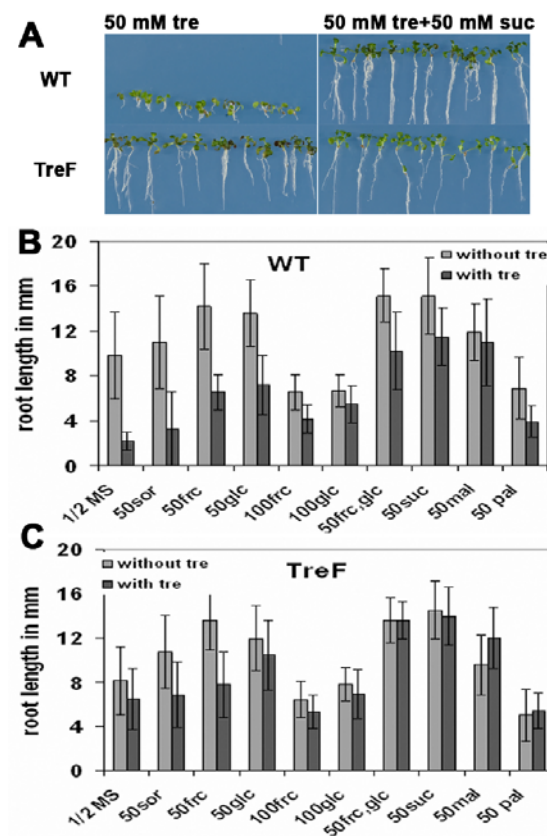 A
50 mM tre
50 mM tre+50 mM suc
WT
TreF
B
WT
without tre
with tre
root length in mm
20
16
12
8
4
0
1/2 MS
50sor
50frc
50glc
100frc
100glc
50frc,glc
50suc
50mal
50 pal
C
TreF
without tre
with tre
root length in mm
20
16
12
8
4
0
1/2 MS
50sor
50frc
50glc
100frc
100glc
50frc,glc
50suc
50mal
50 pal